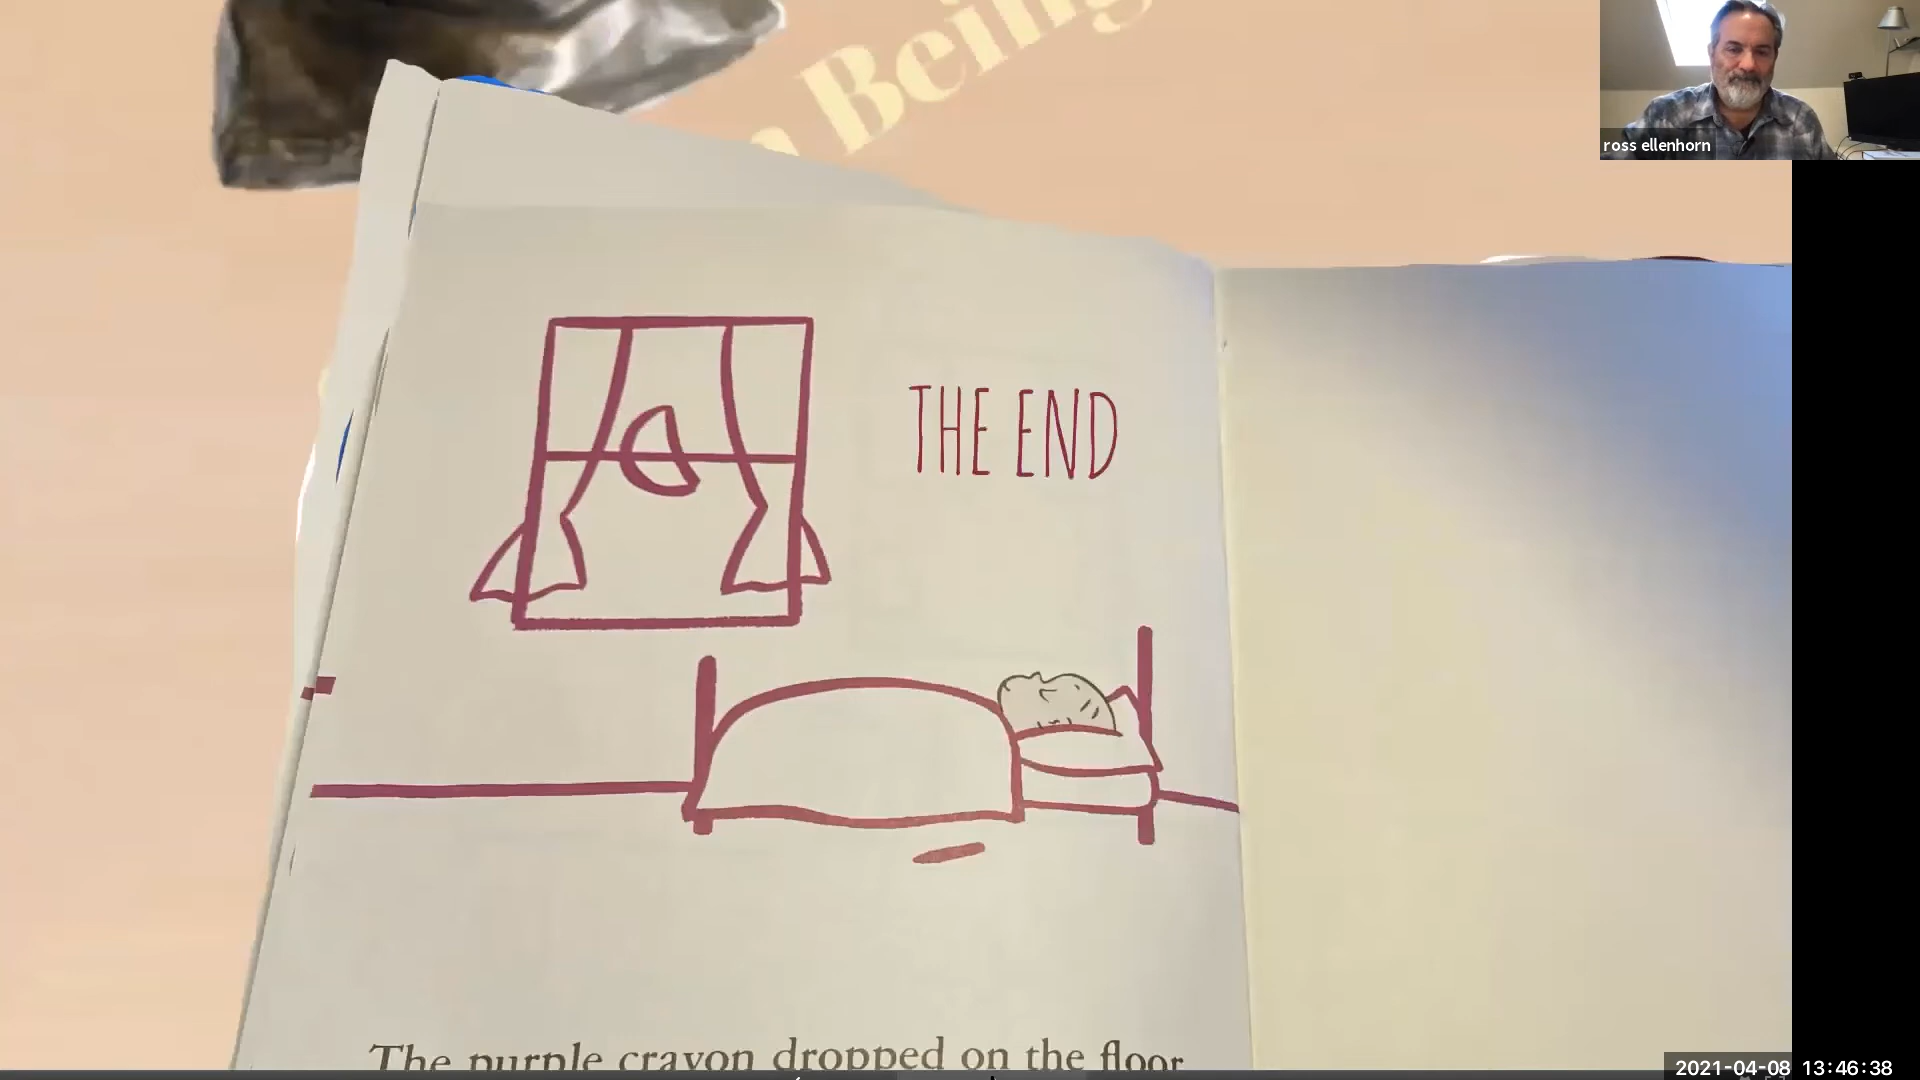 Being
ross ellenhorn
THE END
The purple crayon dropped on the floor
2021-04-08 13:46:38